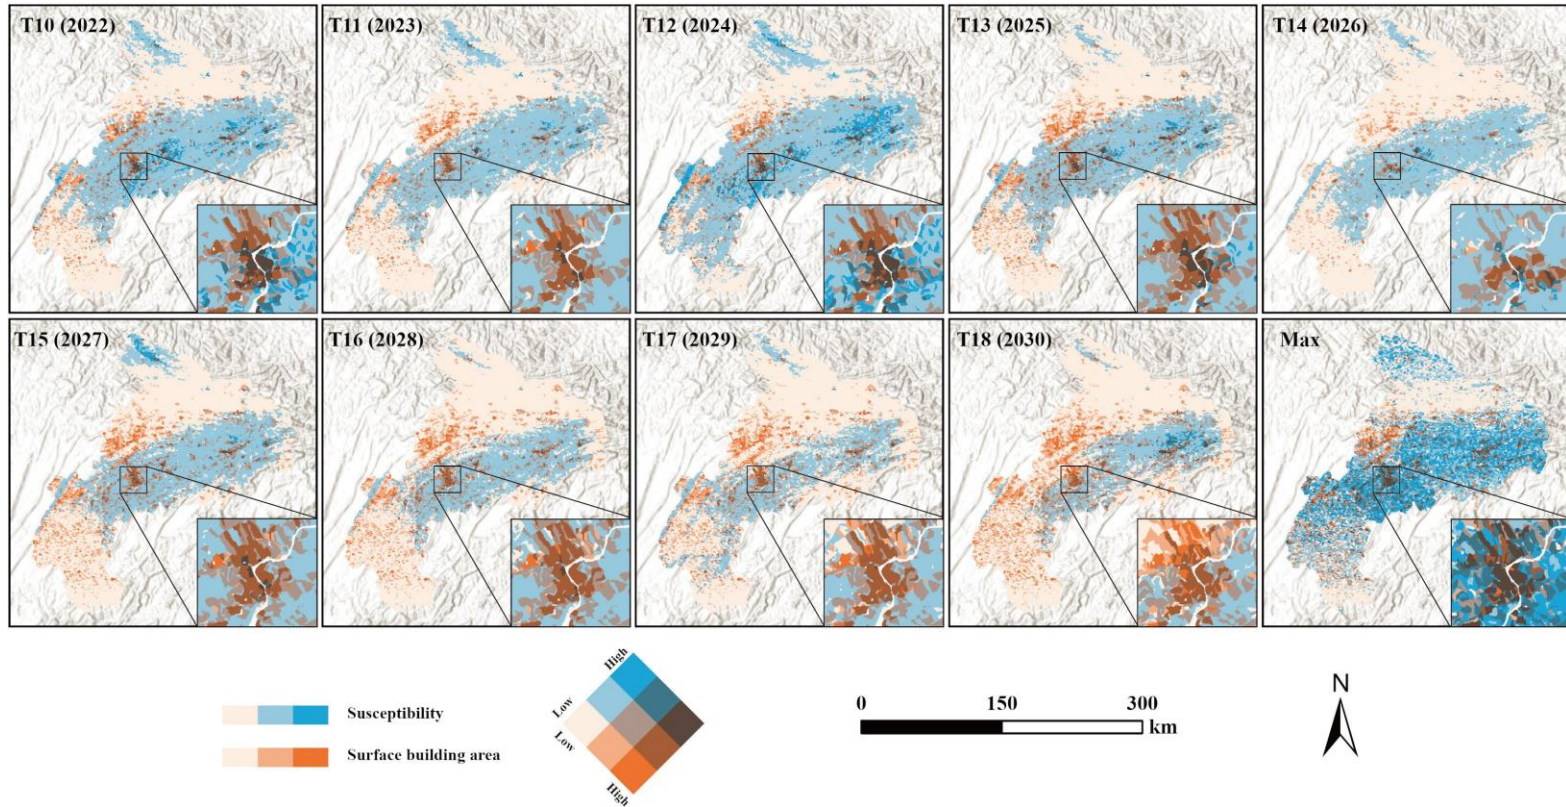 T10 (2022)
T11 (2023)
T12 (2024)
T13 (2025)
T14 (2026)
T15 (2027)
T16 (2028)
T17 (2029)
T18 (2030)
Max
Susceptibility
Surface building area
High
Low
Low
High
0
150
300
km
N